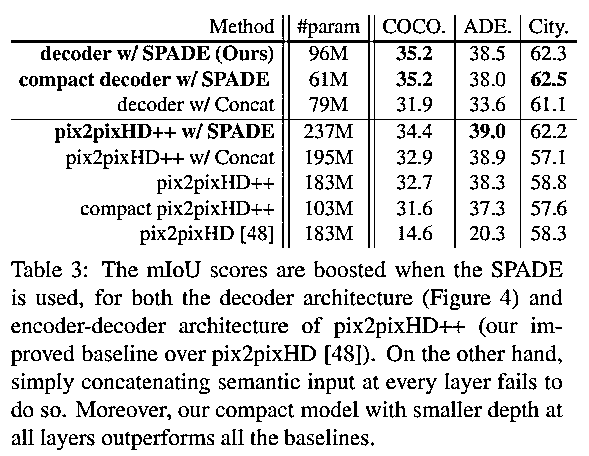 Method #param COCO. ADE. City.
decoder w/ SPADE (Ours) 96M 35.2 38.5 62.3
compact decoder w/ SPADE 61M 35.2 38.0 62.5
decoder w/ Concat 79M 31.9 33.6 61.1
pix2pixHD++ w/ SPADE 237M 34.4 39.0 62.2
pix2pixHD++ w/ Concat 195M 32.9 38.9 57.1
pix2pixHD++ 183M 32.7 38.3 58.8
compact pix2pixHD++ 103M 31.6 37.3 57.6
pix2pixHD [48] 183M 14.6 20.3 58.3
Table 3: The mIoU scores are boosted when the SPADE
is used, for both the decoder architecture (Figure 4) and
encoder-decoder architecture of pix2pixHD++ (our im-
proved baseline over pix2pixHD [48]). On the other hand,
simply concatenating semantic input at every layer fails to
do so. Moreover, our compact model with smaller depth at
all layers outperforms all the baselines.